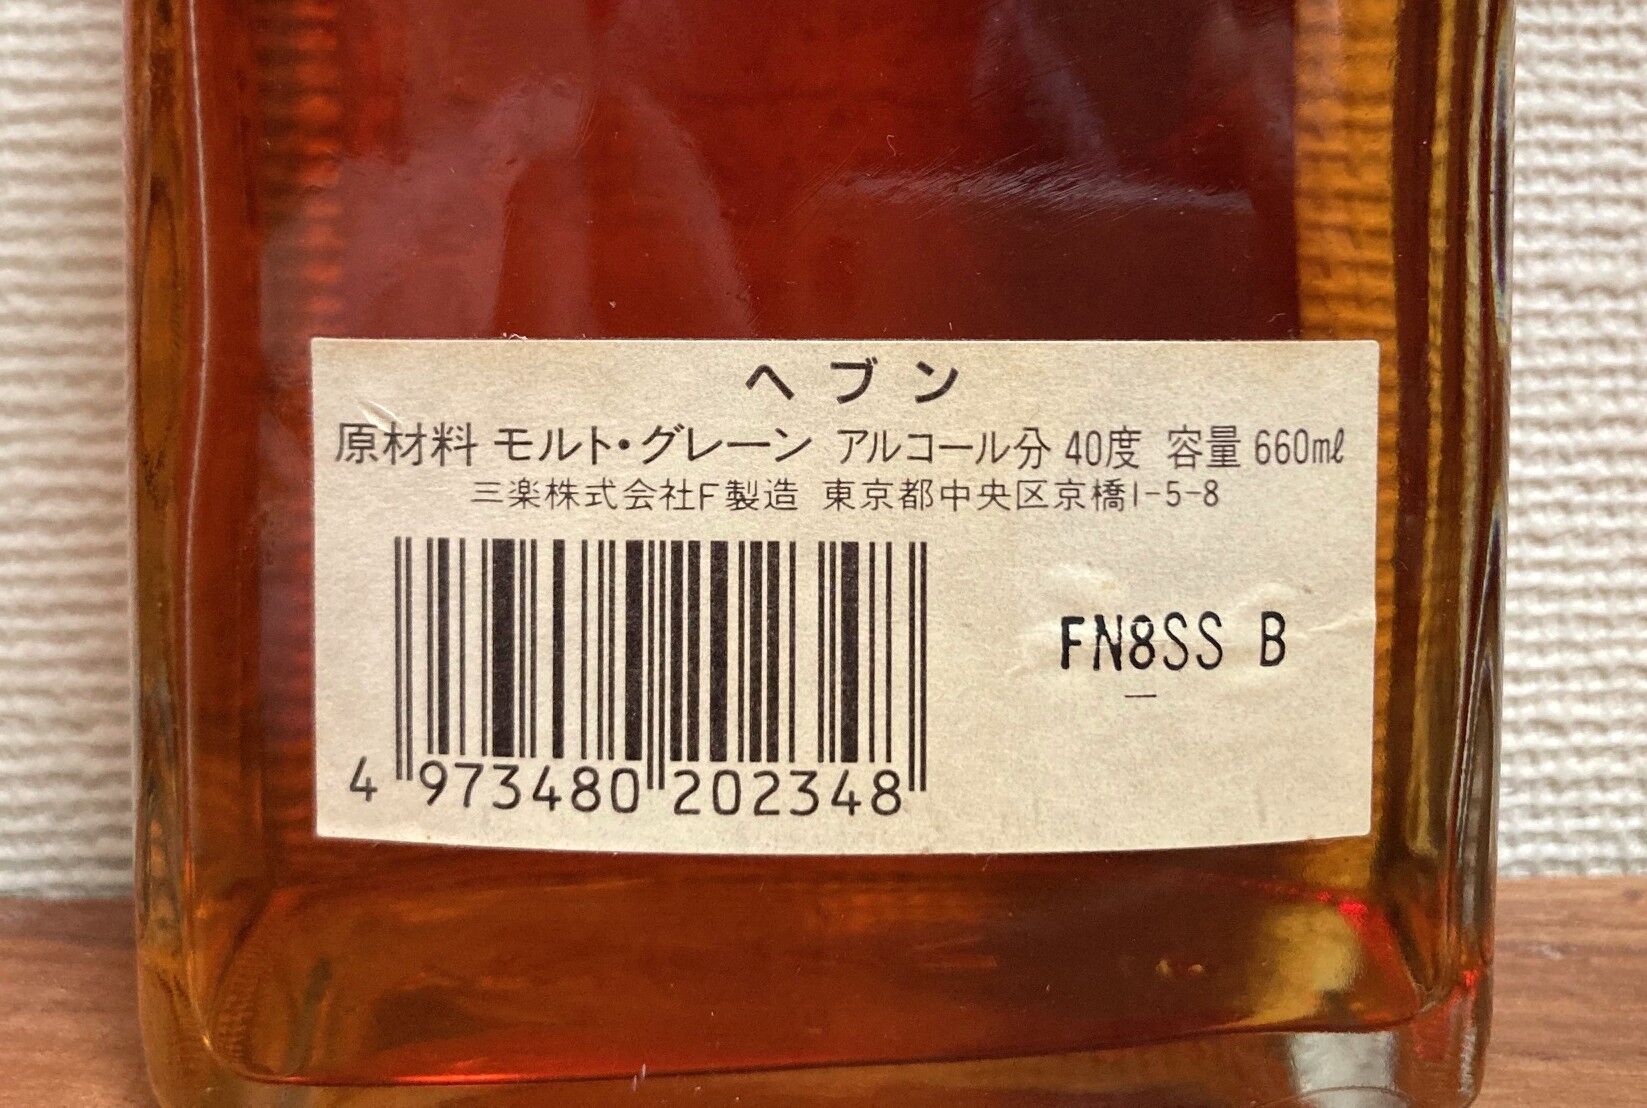 ヘブン
原材料 モルト・グレーン アルコール分 40度 容量 660ml
三楽株式会社F製造 東京都中央区京橋1-5-8
FN8SS B
4 973480 202348